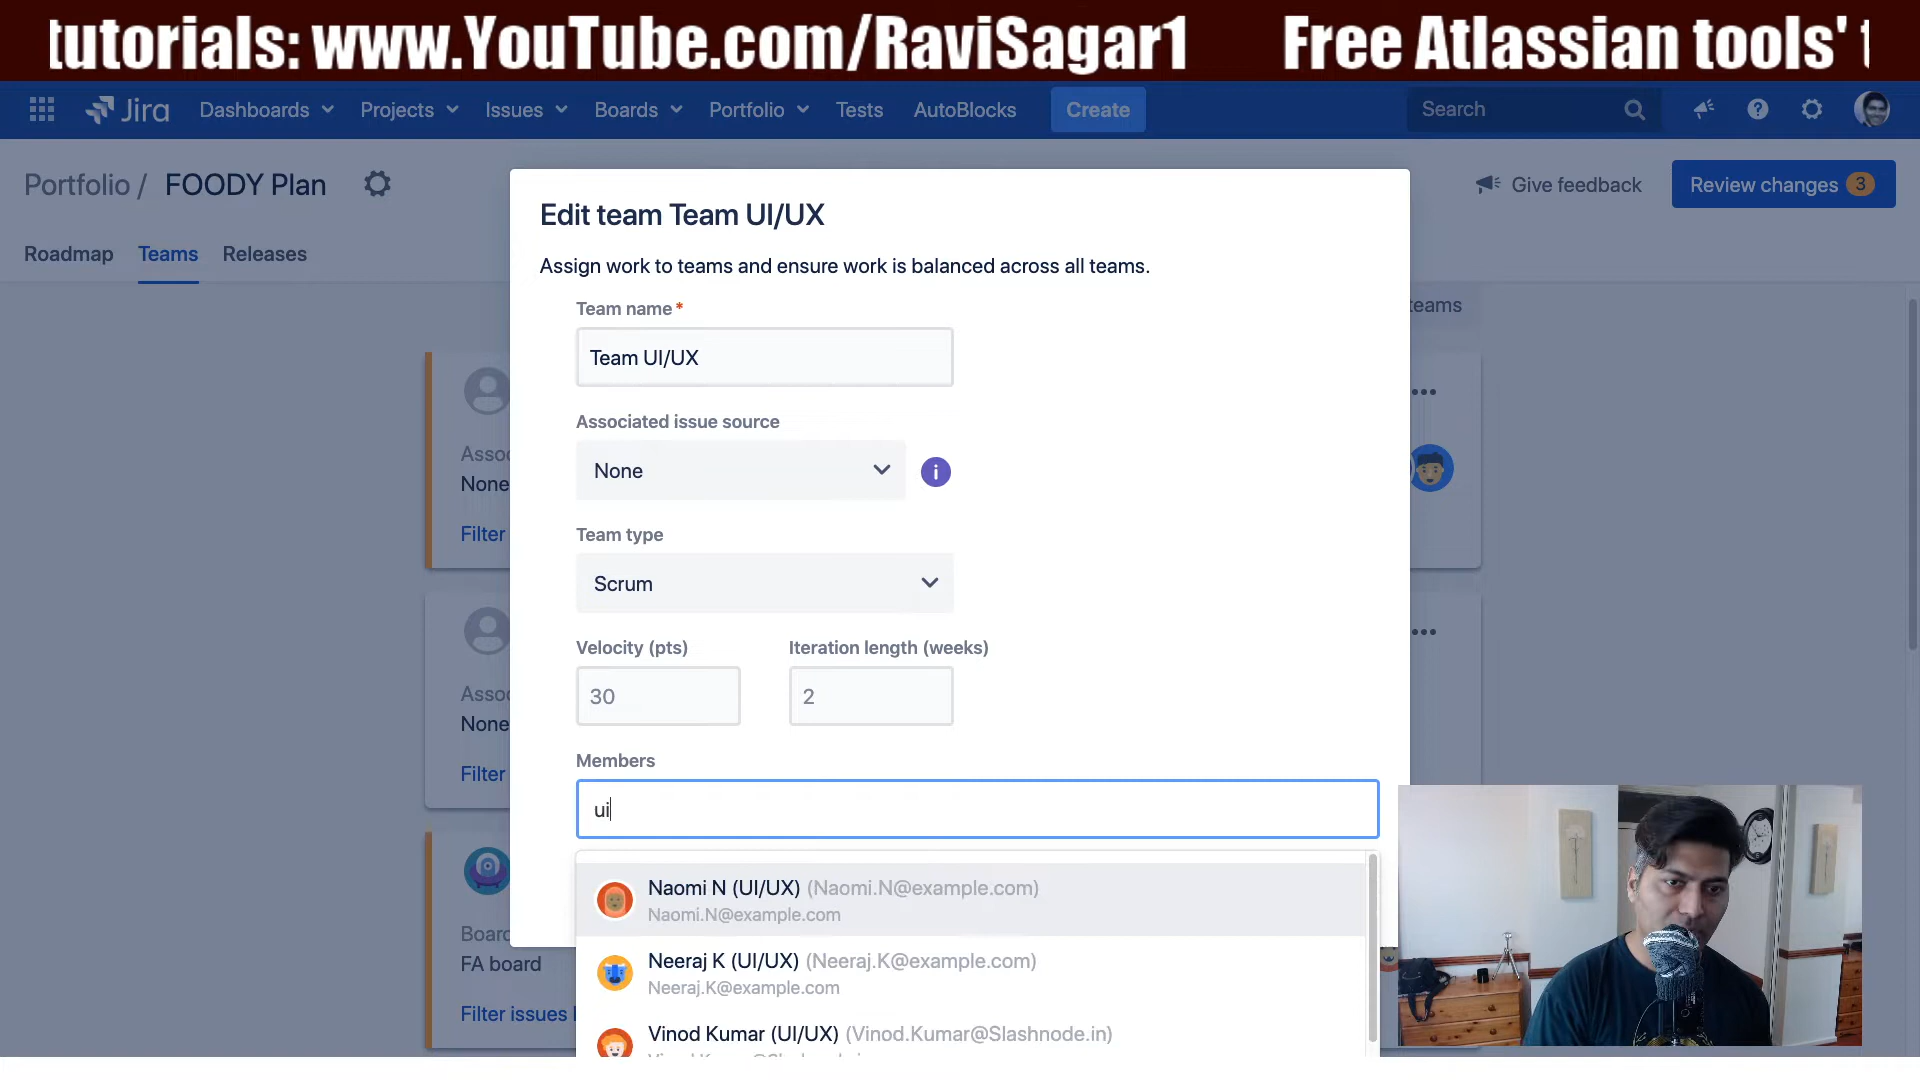 tutorials: www.YouTube.com/RaviSagar1 Free Atlassian tools'
Jira Dashboards Projects Issues Boards Portfolio Tests AutoBlocks Create Search
Portfolio / FOODY Plan
Give feedback
Review changes 3
Roadmap Teams Releases
Edit team Team UI/UX
Assign work to teams and ensure work is balanced across all teams.
teams
Team name*
Team UI/UX
Associated issue source
None
Team type
Scrum
Velocity (pts) Iteration length (weeks)
30 2
Members
ui
Naomi N (UI/UX) (Naomi.N@example.com)
Naomi.N@example.com
Neeraj K (UI/UX) (Neeraj.K@example.com)
Neeraj.K@example.com
Vinod Kumar (UI/UX) (Vinod.Kumar@Slashnode.in)
Asso
None
Filter
Asso
None
Filter
Board
FA board
Filter issues